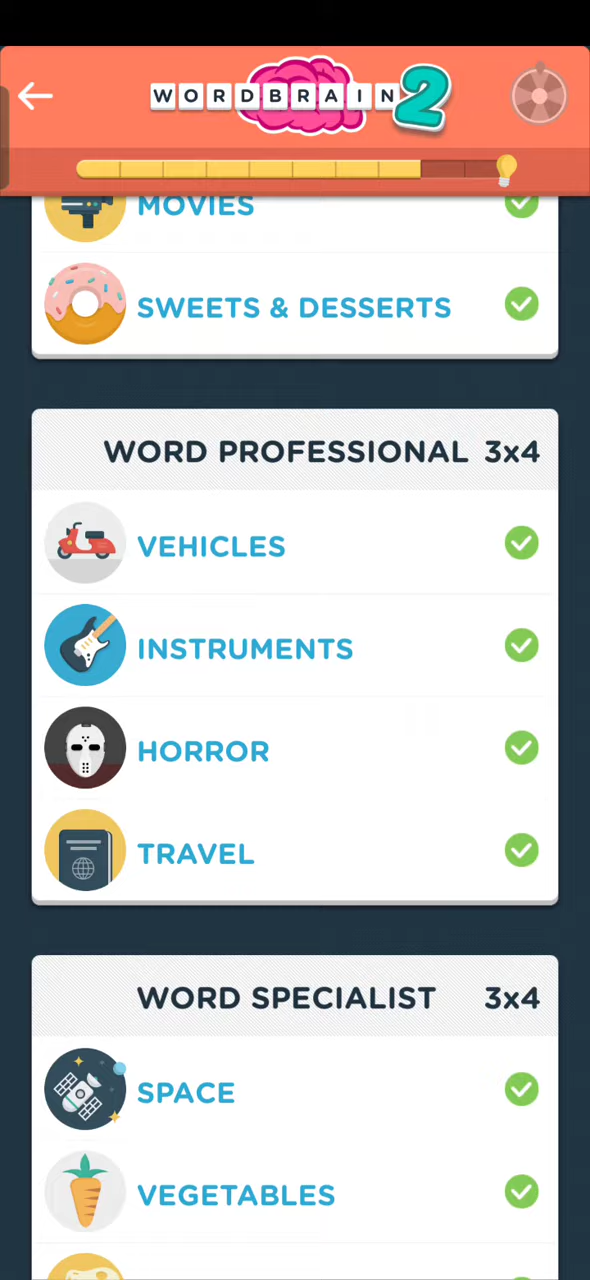 WORDBRAIN 2
MOVIES
SWEETS & DESSERTS
WORD PROFESSIONAL 3x4
VEHICLES
INSTRUMENTS
HORROR
TRAVEL
WORD SPECIALIST 3x4
SPACE
VEGETABLES